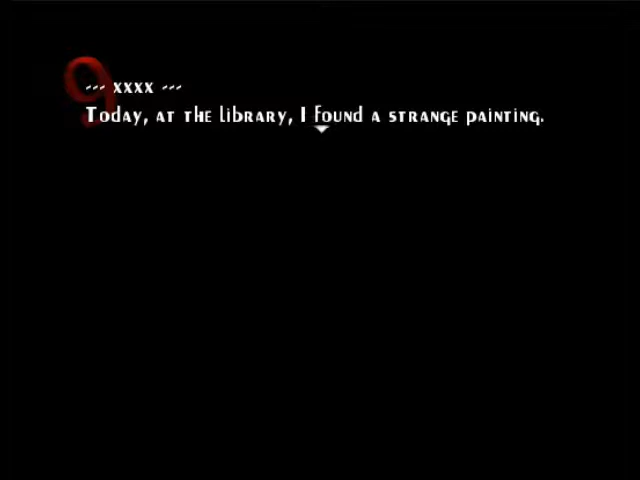 9
--- xxxx ---
Today, at the library, I found a strange painting.